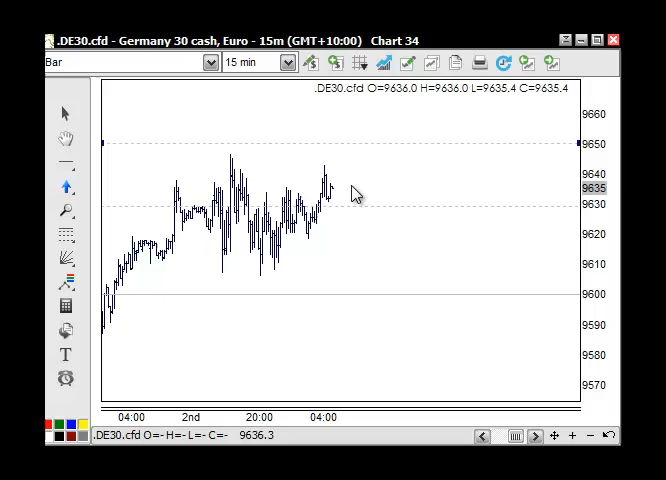 .DE30.cfd - Germany 30 cash, Euro - 15m (GMT+10:00) Chart 34
Bar 15 min
.DE30.cfd O=9636.0 H=9636.0 L=9635.4 C=9635.4
9660
9650
9640
9635
9630
9620
9610
9600
9590
9580
9570
04:00 2nd 20:00 04:00
T
.DE30.cfd O=- H=- L=- C=- 9636.3